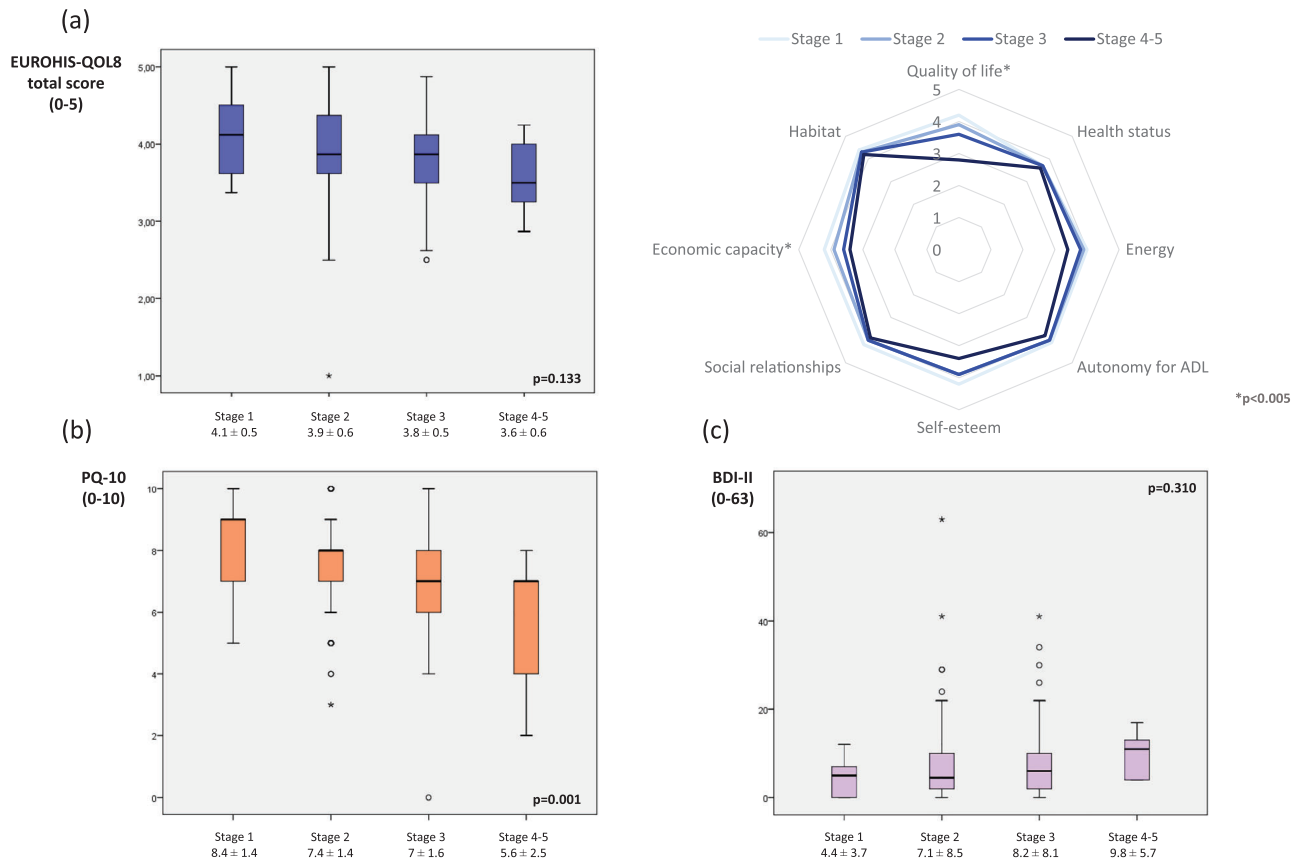 (a)
EUROHIS-QOL8
total score
(0-5)
5,00
4,00
3,00
2,00
1,00
p=0.133
Stage 1
4.1 ± 0.5
Stage 2
3.9 ± 0.6
Stage 3
3.8 ± 0.5
Stage 4-5
3.6 ± 0.6
Stage 1 Stage 2 Stage 3 Stage 4-5
Quality of life*
Health status
Energy
Autonomy for ADL
Self-esteem
Social relationships
Economic capacity*
Habitat
5
4
3
2
1
0
*p<0.005
(b)
PQ-10
(0-10)
10
8
6
4
2
0
p=0.001
Stage 1
8.4 ± 1.4
Stage 2
7.4 ± 1.4
Stage 3
7 ± 1.6
Stage 4-5
5.6 ± 2.5
(c)
BDI-II
(0-63)
p=0.310
60
40
20
0
Stage 1
4.4 ± 3.7
Stage 2
7.1 ± 8.5
Stage 3
8.2 ± 8.1
Stage 4-5
9.8 ± 5.7